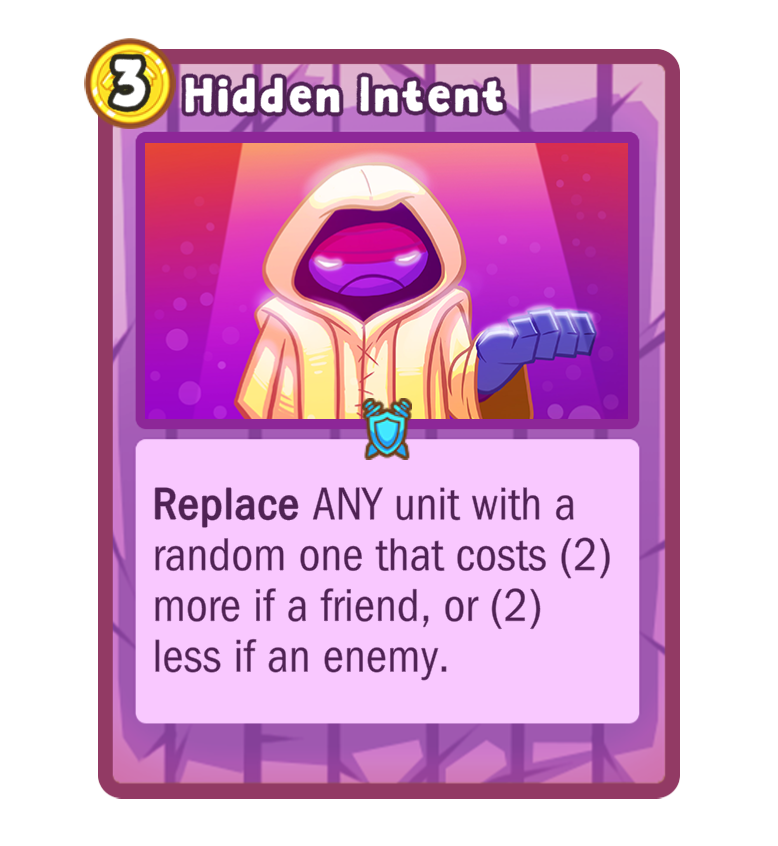 3
Hidden Intent
Replace ANY unit with a
random one that costs (2)
more if a friend, or (2)
less if an enemy.